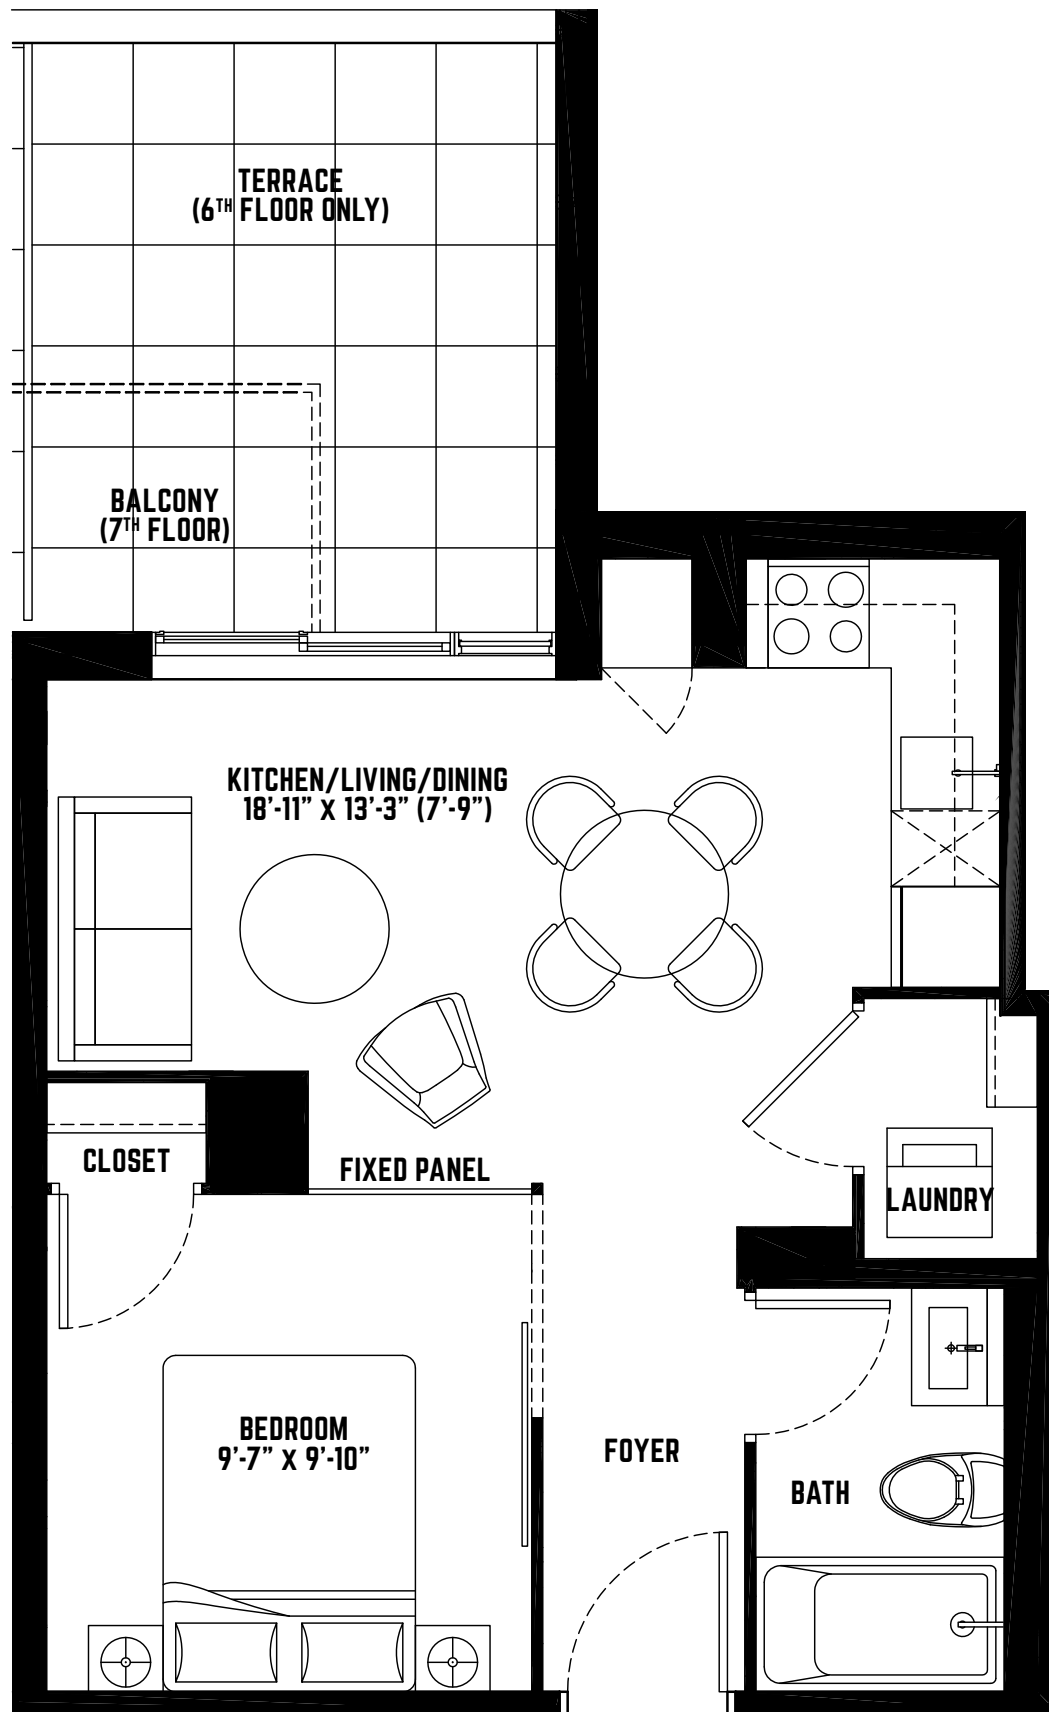 TERRACE
(6TH FLOOR ONLY)
BALCONY
(7TH FLOOR)
KITCHEN/LIVING/DINING
18'-11" X 13'-3" (7'-9")
CLOSET
FIXED PANEL
LAUNDRY
BEDROOM
9'-7" X 9'-10"
FOYER
BATH